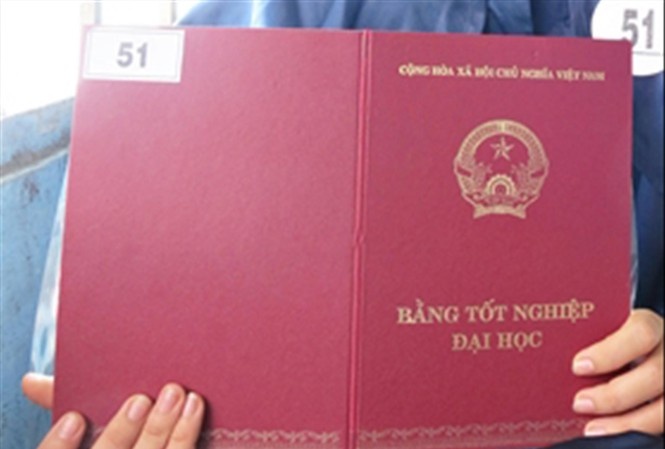 51
51
CỘNG HÒA XÃ HỘI CHỦ NGHĨA VIỆT NAM
BẰNG TỐT NGHIỆP
ĐẠI HỌC